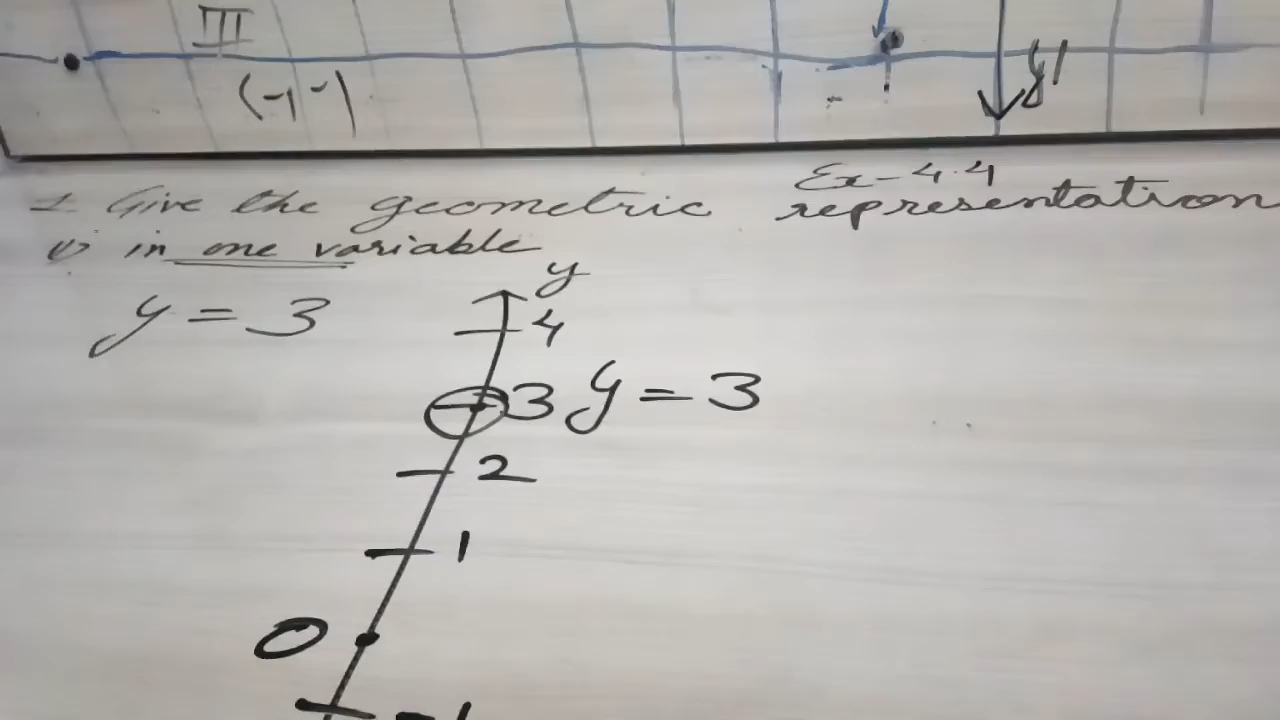 III
(-,-)
y'
Ex-4.4
1 Give the geometric representation
i) in one variable
y = 3
y
4
3 y = 3
2
1
0
-1